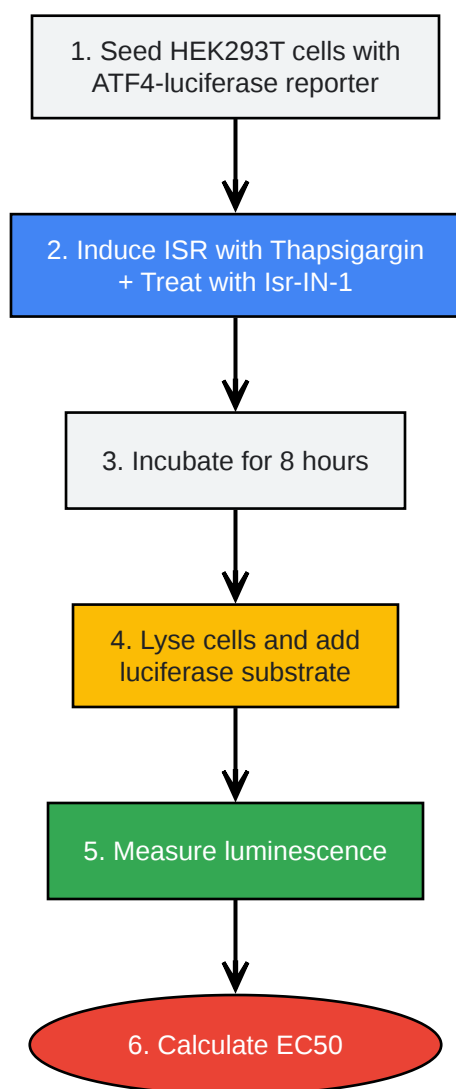 1. Seed HEK293T cells with
ATF4-luciferase reporter
2. Induce ISR with Thapsigargin
+ Treat with Isr-IN-1
3. Incubate for 8 hours
4. Lyse cells and add
luciferase substrate
5. Measure luminescence
6. Calculate EC50